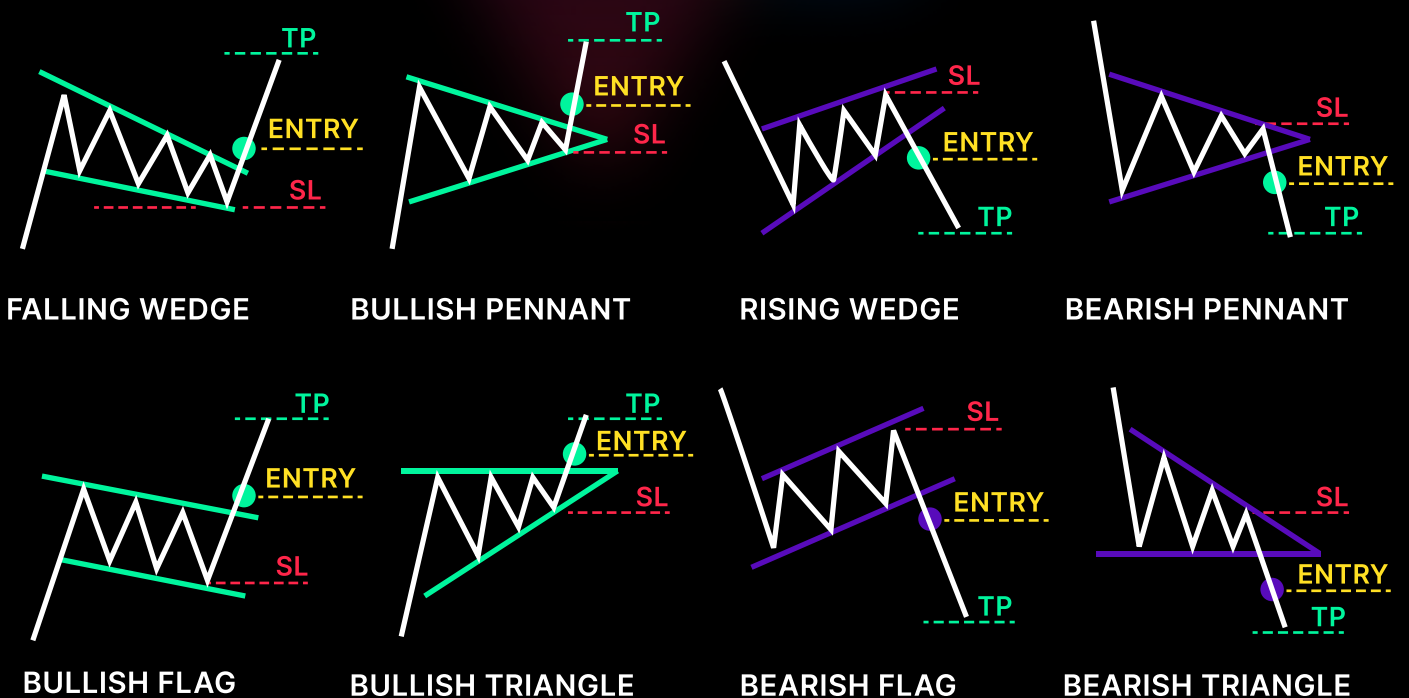 TP
ENTRY
SL
FALLING WEDGE
TP
ENTRY
SL
BULLISH PENNANT
SL
ENTRY
TP
RISING WEDGE
SL
ENTRY
TP
BEARISH PENNANT
TP
ENTRY
SL
BULLISH FLAG
TP
ENTRY
SL
BULLISH TRIANGLE
SL
ENTRY
TP
BEARISH FLAG
SL
ENTRY
TP
BEARISH TRIANGLE